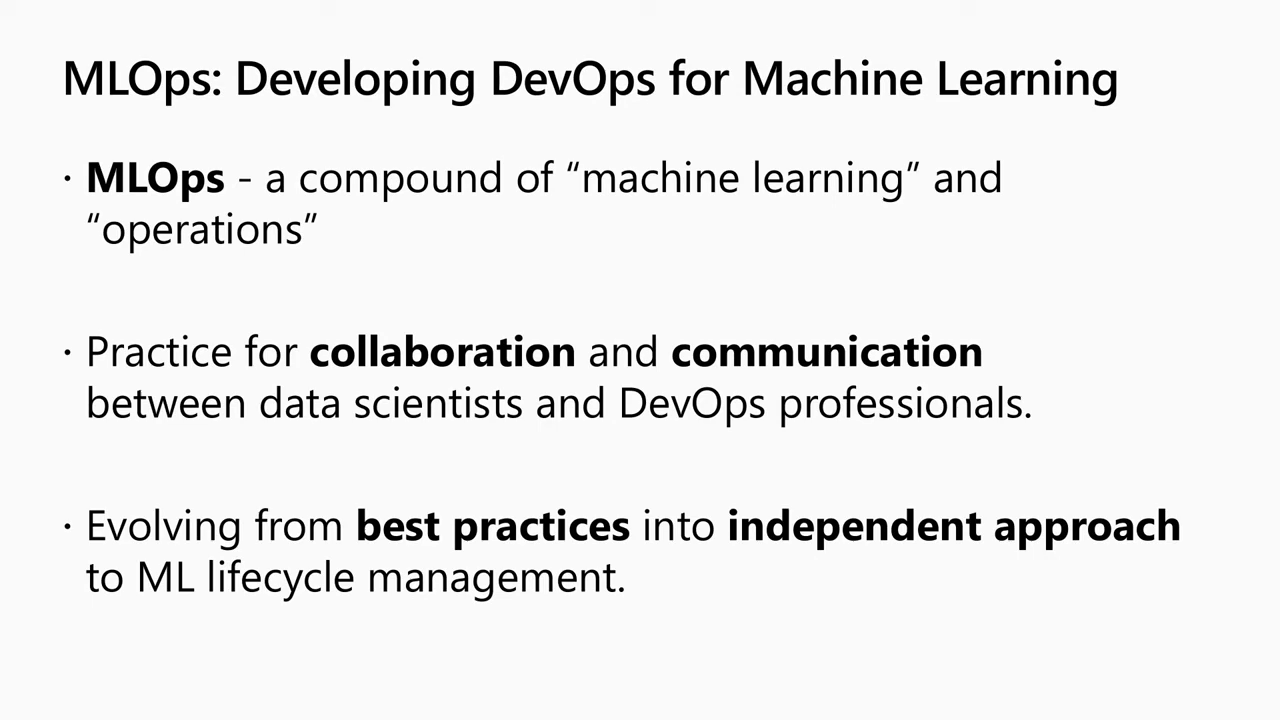 MLOps: Developing DevOps for Machine Learning
· MLOps - a compound of “machine learning” and
“operations”
· Practice for collaboration and communication
between data scientists and DevOps professionals.
· Evolving from best practices into independent approach
to ML lifecycle management.